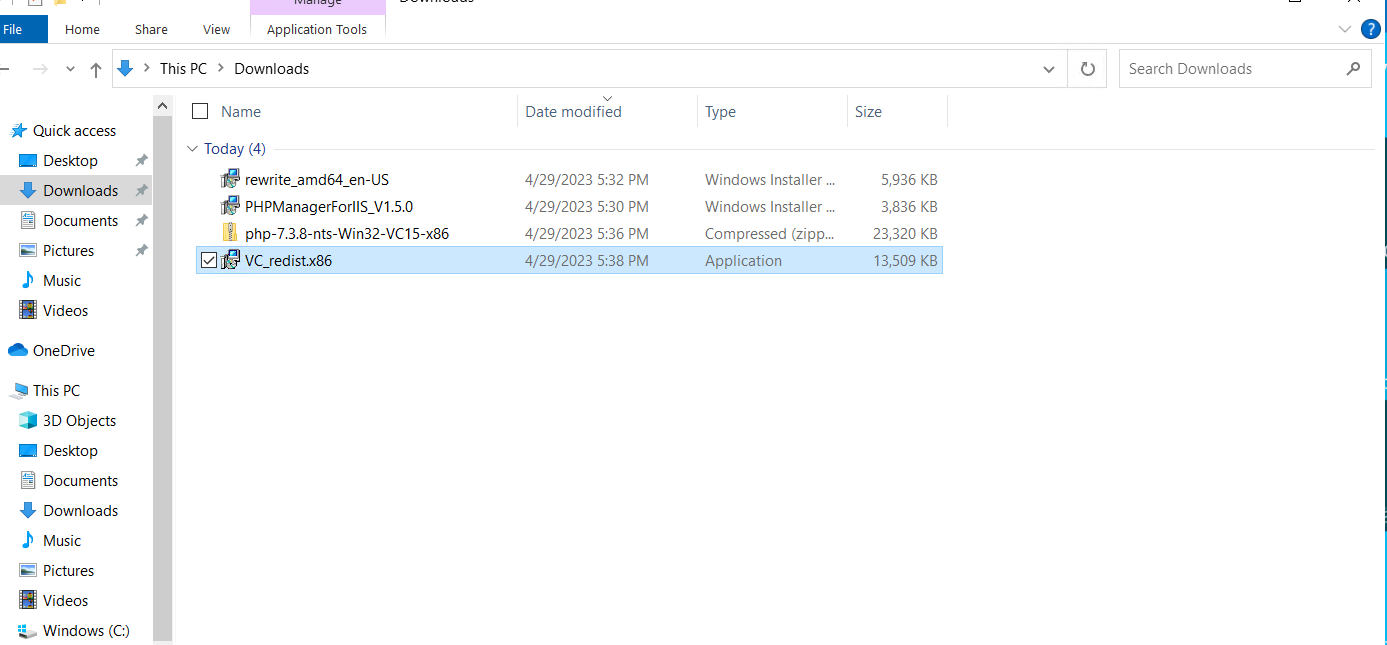 Manage
Downloads
File
Home
Share
View
Application Tools
?
This PC
Downloads
Search Downloads
Name
Date modified
Type
Size
Quick access
Desktop
Downloads
Documents
Pictures
Music
Videos
OneDrive
This PC
3D Objects
Desktop
Documents
Downloads
Music
Pictures
Videos
Windows (C:)
Today (4)
rewrite_amd64_en-US 4/29/2023 5:32 PM Windows Installer ... 5,936 KB
PHPManagerForIIS_V1.5.0 4/29/2023 5:30 PM Windows Installer ... 3,836 KB
php-7.3.8-nts-Win32-VC15-x86 4/29/2023 5:36 PM Compressed (zipp... 23,320 KB
VC_redist.x86 4/29/2023 5:38 PM Application 13,509 KB